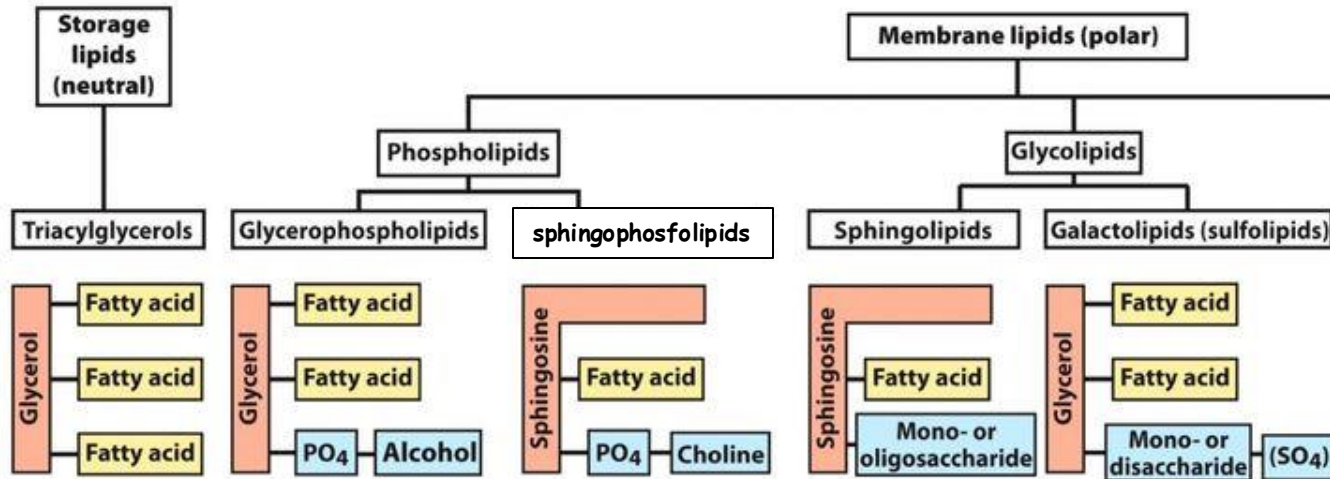 Storage
lipids
(neutral)
Membrane lipids (polar)
Phospholipids
Glycolipids
Triacylglycerols
Glycerophospholipids
sphingophosfolipids
Sphingolipids
Galactolipids (sulfolipids)
Glycerol
Fatty acid
Fatty acid
Fatty acid
Glycerol
Fatty acid
Fatty acid
PO4
Alcohol
Sphingosine
Fatty acid
PO4
Choline
Sphingosine
Fatty acid
Mono- or
oligosaccharide
Glycerol
Fatty acid
Fatty acid
Mono- or
disaccharide
(SO4)